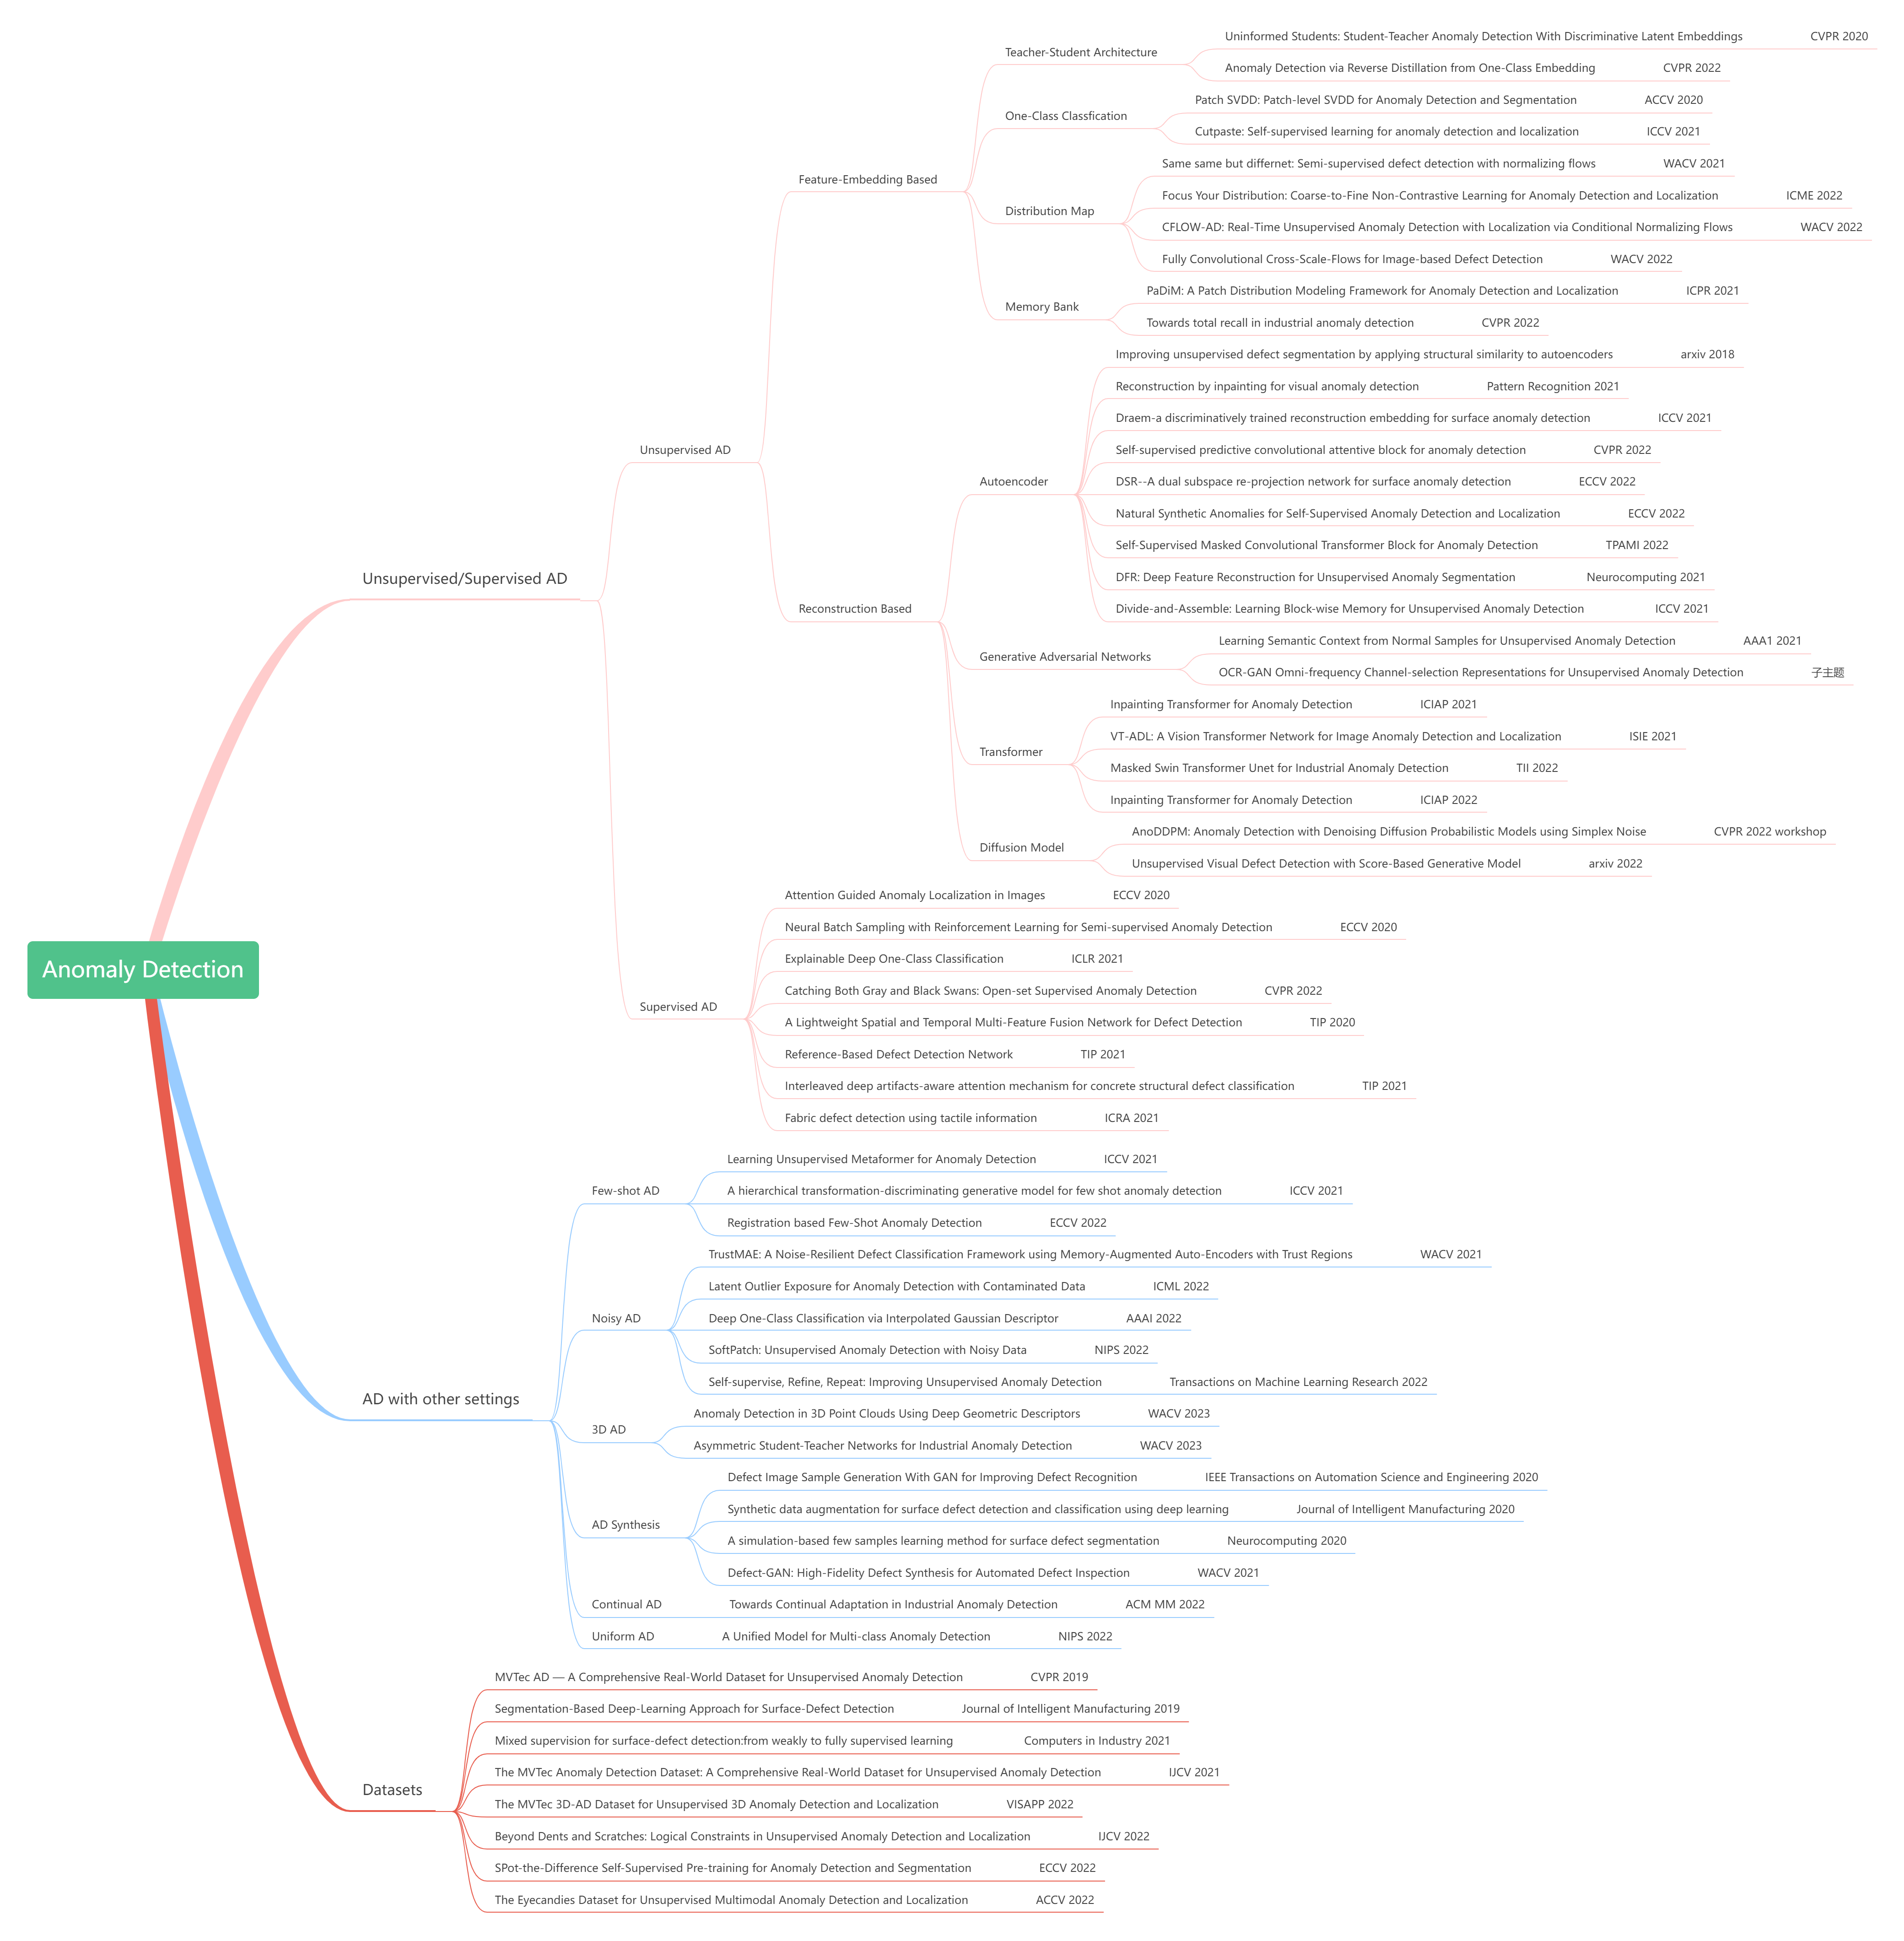 Anomaly Detection
Unsupervised/Supervised AD
Unsupervised AD
Feature-Embedding Based
Teacher-Student Architecture
Uninformed Students: Student-Teacher Anomaly Detection With Discriminative Latent Embeddings CVPR 2020
Anomaly Detection via Reverse Distillation from One-Class Embedding CVPR 2022
One-Class Classfication
Patch SVDD: Patch-level SVDD for Anomaly Detection and Segmentation ACCV 2020
Cutpaste: Self-supervised learning for anomaly detection and localization ICCV 2021
Distribution Map
Same same but differnet: Semi-supervised defect detection with normalizing flows WACV 2021
Focus Your Distribution: Coarse-to-Fine Non-Contrastive Learning for Anomaly Detection and Localization ICME 2022
CFLOW-AD: Real-Time Unsupervised Anomaly Detection with Localization via Conditional Normalizing Flows WACV 2022
Fully Convolutional Cross-Scale-Flows for Image-based Defect Detection WACV 2022
Memory Bank
PaDiM: A Patch Distribution Modeling Framework for Anomaly Detection and Localization ICPR 2021
Towards total recall in industrial anomaly detection CVPR 2022
Reconstruction Based
Autoencoder
Improving unsupervised defect segmentation by applying structural similarity to autoencoders arxiv 2018
Reconstruction by inpainting for visual anomaly detection Pattern Recognition 2021
Draem-a discriminatively trained reconstruction embedding for surface anomaly detection ICCV 2021
Self-supervised predictive convolutional attentive block for anomaly detection CVPR 2022
DSR--A dual subspace re-projection network for surface anomaly detection ECCV 2022
Natural Synthetic Anomalies for Self-Supervised Anomaly Detection and Localization ECCV 2022
Self-Supervised Masked Convolutional Transformer Block for Anomaly Detection TPAMI 2022
DFR: Deep Feature Reconstruction for Unsupervised Anomaly Segmentation Neurocomputing 2021
Divide-and-Assemble: Learning Block-wise Memory for Unsupervised Anomaly Detection ICCV 2021
Generative Adversarial Networks
Learning Semantic Context from Normal Samples for Unsupervised Anomaly Detection AAA1 2021
OCR-GAN Omni-frequency Channel-selection Representations for Unsupervised Anomaly Detection 子主题
Transformer
Inpainting Transformer for Anomaly Detection ICIAP 2021
VT-ADL: A Vision Transformer Network for Image Anomaly Detection and Localization ISIE 2021
Masked Swin Transformer Unet for Industrial Anomaly Detection TII 2022
Inpainting Transformer for Anomaly Detection ICIAP 2022
Diffusion Model
AnoDDPM: Anomaly Detection with Denoising Diffusion Probabilistic Models using Simplex Noise CVPR 2022 workshop
Unsupervised Visual Defect Detection with Score-Based Generative Model arxiv 2022
Supervised AD
Attention Guided Anomaly Localization in Images ECCV 2020
Neural Batch Sampling with Reinforcement Learning for Semi-supervised Anomaly Detection ECCV 2020
Explainable Deep One-Class Classification ICLR 2021
Catching Both Gray and Black Swans: Open-set Supervised Anomaly Detection CVPR 2022
A Lightweight Spatial and Temporal Multi-Feature Fusion Network for Defect Detection TIP 2020
Reference-Based Defect Detection Network TIP 2021
Interleaved deep artifacts-aware attention mechanism for concrete structural defect classification TIP 2021
Fabric defect detection using tactile information ICRA 2021
AD with other settings
Few-shot AD
Learning Unsupervised Metaformer for Anomaly Detection ICCV 2021
A hierarchical transformation-discriminating generative model for few shot anomaly detection ICCV 2021
Registration based Few-Shot Anomaly Detection ECCV 2022
Noisy AD
TrustMAE: A Noise-Resilient Defect Classification Framework using Memory-Augmented Auto-Encoders with Trust Regions WACV 2021
Latent Outlier Exposure for Anomaly Detection with Contaminated Data ICML 2022
Deep One-Class Classification via Interpolated Gaussian Descriptor AAAI 2022
SoftPatch: Unsupervised Anomaly Detection with Noisy Data NIPS 2022
Self-supervise, Refine, Repeat: Improving Unsupervised Anomaly Detection Transactions on Machine Learning Research 2022
3D AD
Anomaly Detection in 3D Point Clouds Using Deep Geometric Descriptors WACV 2023
Asymmetric Student-Teacher Networks for Industrial Anomaly Detection WACV 2023
AD Synthesis
Defect Image Sample Generation With GAN for Improving Defect Recognition IEEE Transactions on Automation Science and Engineering 2020
Synthetic data augmentation for surface defect detection and classification using deep learning Journal of Intelligent Manufacturing 2020
A simulation-based few samples learning method for surface defect segmentation Neurocomputing 2020
Defect-GAN: High-Fidelity Defect Synthesis for Automated Defect Inspection WACV 2021
Continual AD Towards Continual Adaptation in Industrial Anomaly Detection ACM MM 2022
Uniform AD A Unified Model for Multi-class Anomaly Detection NIPS 2022
Datasets
MVTec AD — A Comprehensive Real-World Dataset for Unsupervised Anomaly Detection CVPR 2019
Segmentation-Based Deep-Learning Approach for Surface-Defect Detection Journal of Intelligent Manufacturing 2019
Mixed supervision for surface-defect detection:from weakly to fully supervised learning Computers in Industry 2021
The MVTec Anomaly Detection Dataset: A Comprehensive Real-World Dataset for Unsupervised Anomaly Detection IJCV 2021
The MVTec 3D-AD Dataset for Unsupervised 3D Anomaly Detection and Localization VISAPP 2022
Beyond Dents and Scratches: Logical Constraints in Unsupervised Anomaly Detection and Localization IJCV 2022
SPot-the-Difference Self-Supervised Pre-training for Anomaly Detection and Segmentation ECCV 2022
The Eyecandies Dataset for Unsupervised Multimodal Anomaly Detection and Localization ACCV 2022